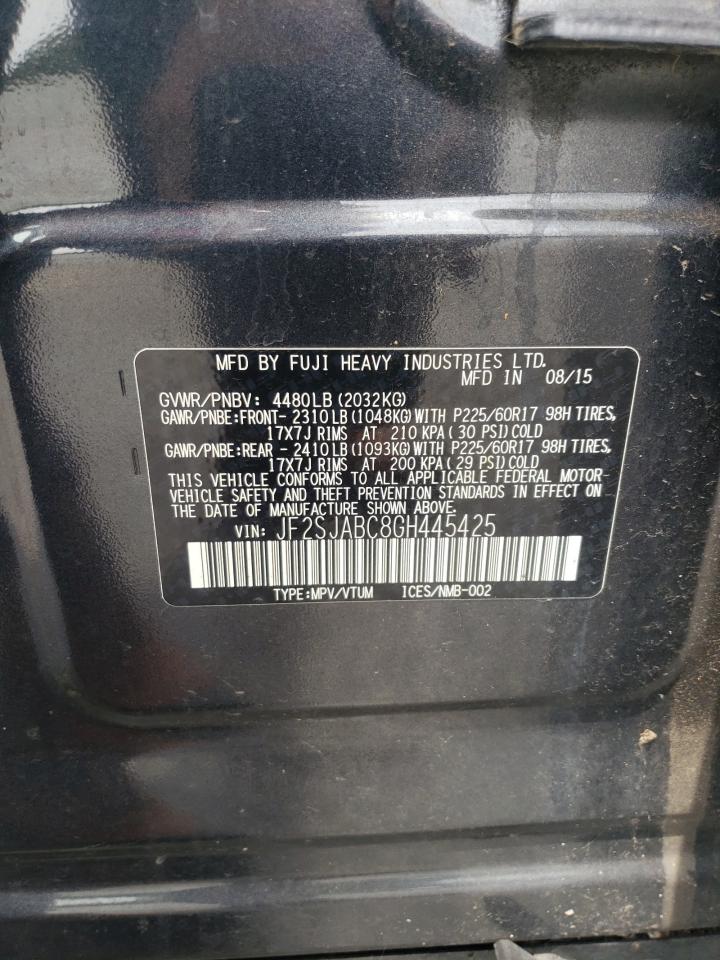 MFD BY FUJI HEAVY INDUSTRIES LTD.
MFD IN 08/15
GVWR/PNBV: 4480LB(2032KG)
GAWR/PNBE:FRONT- 2310LB(1048KG)WITH P225/60R17 98H TIRES,
17X7J RIMS AT 210 KPA( 30 PSI)COLD
GAWR/PNBE:REAR - 2410LB(1093KG)WITH P225/60R17 98H TIRES,
17X7J RIMS AT 200 KPA( 29 PSI)COLD
THIS VEHICLE CONFORMS TO ALL APPLICABLE FEDERAL MOTOR-
VEHICLE SAFETY AND THEFT PREVENTION STANDARDS IN EFFECT ON
THE DATE OF MANUFACTURE SHOWN ABOVE.
VIN: JF2SJABC8GH445425
TYPE:MPV/VTUM ICES/NMB-002